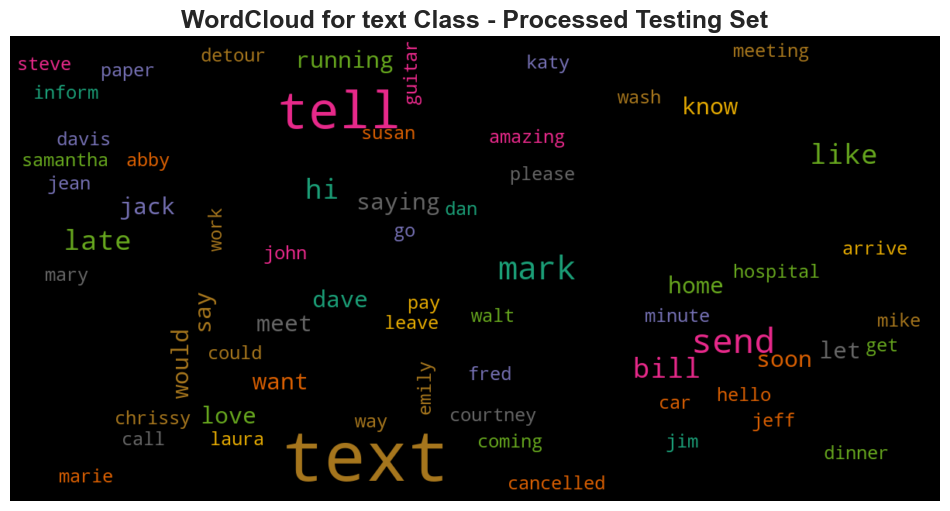 WordCloud for text Class - Processed Testing Set
steve
paper
detour
running
guitar
katy
meeting
inform
tell
wash
know
davis
susan
amazing
like
samantha
abby
jean
hi
please
jack
saying
dan
late
work
go
john
mark
arrive
mary
home
hospital
say
dave
pay
meet
leave
walt
minute
mike
would
could
send
let
get
want
emily
fred
bill
soon
chrissy
love
way
courtney
car
hello
jeff
call
laura
text
coming
jim
dinner
marie
cancelled